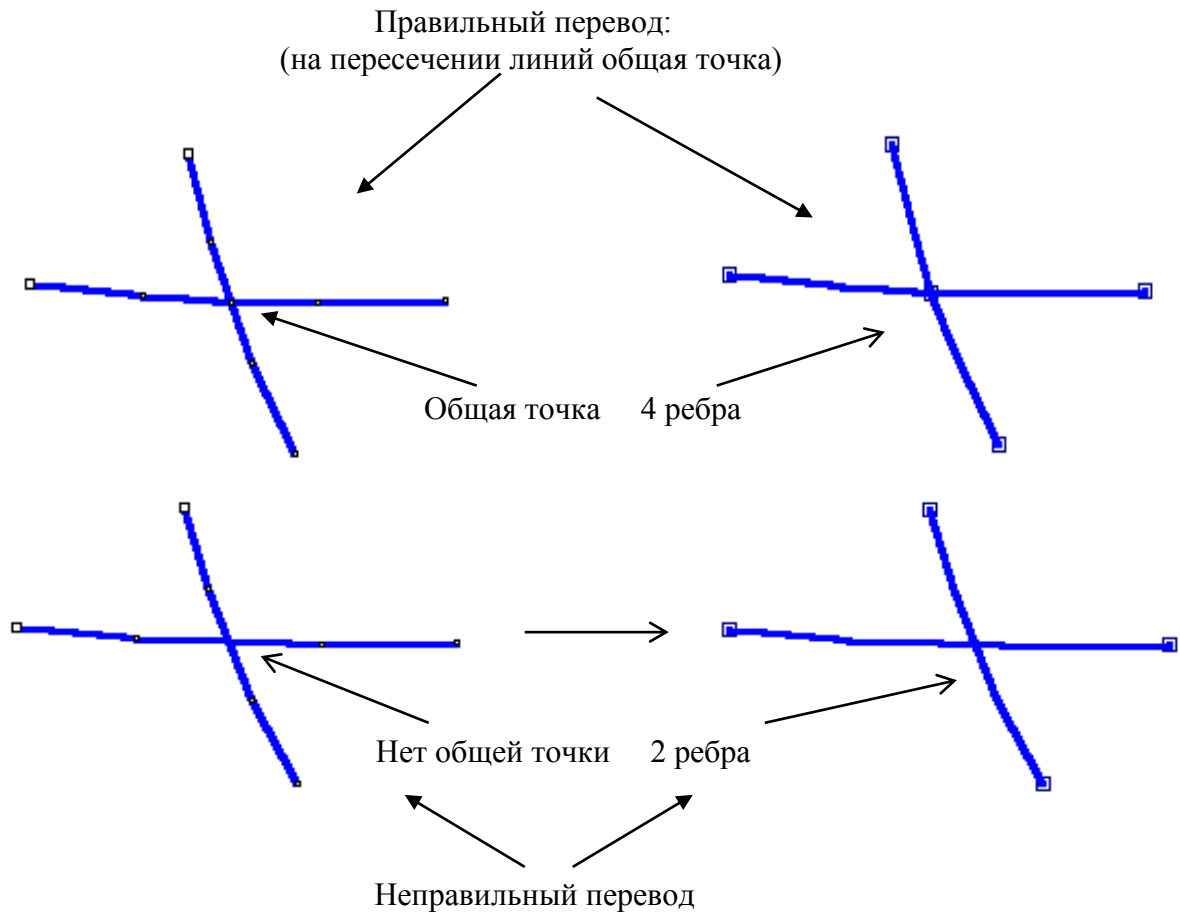 Правильный перевод:
(на пересечении линий общая точка)
Общая точка 4 ребра
Нет общей точки 2 ребра
Неправильный перевод